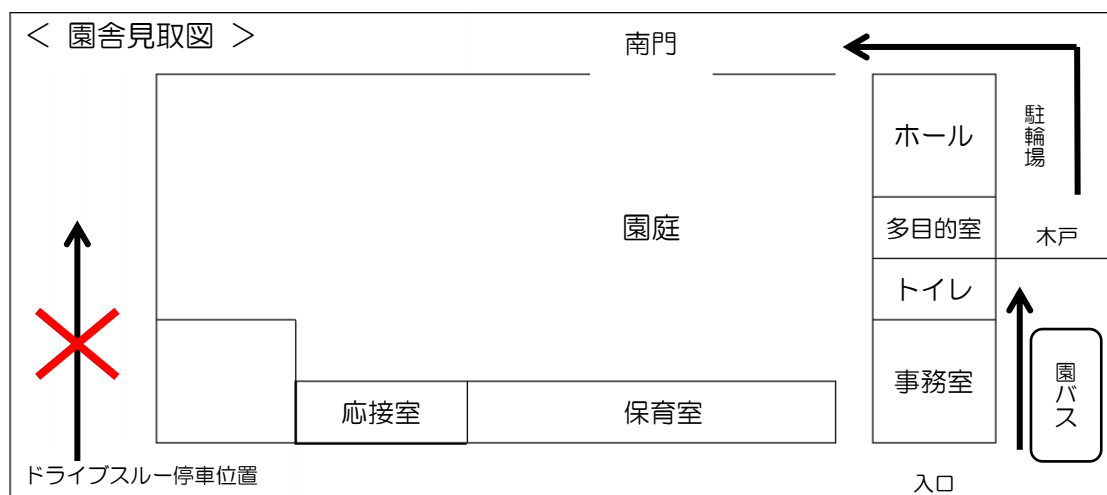 ＜ 園舎見取図 ＞
南門
ホール
駐輪場
園庭
多目的室
木戸
トイレ
事務室
園バス
応接室
保育室
ドライブスルー停車位置
入口